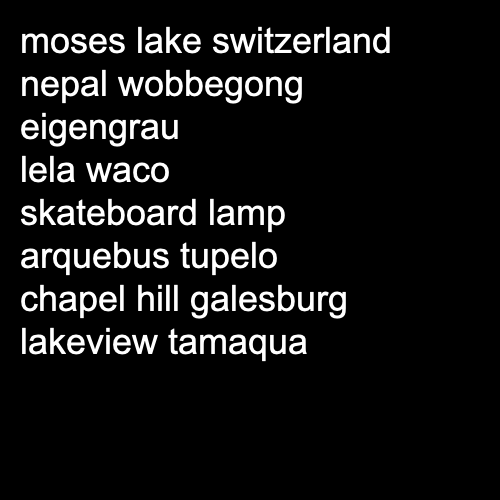 moses lake switzerland
nepal wobbegong
eigengrau
lela waco
skateboard lamp
arquebus tupelo
chapel hill galesburg
lakeview tamaqua